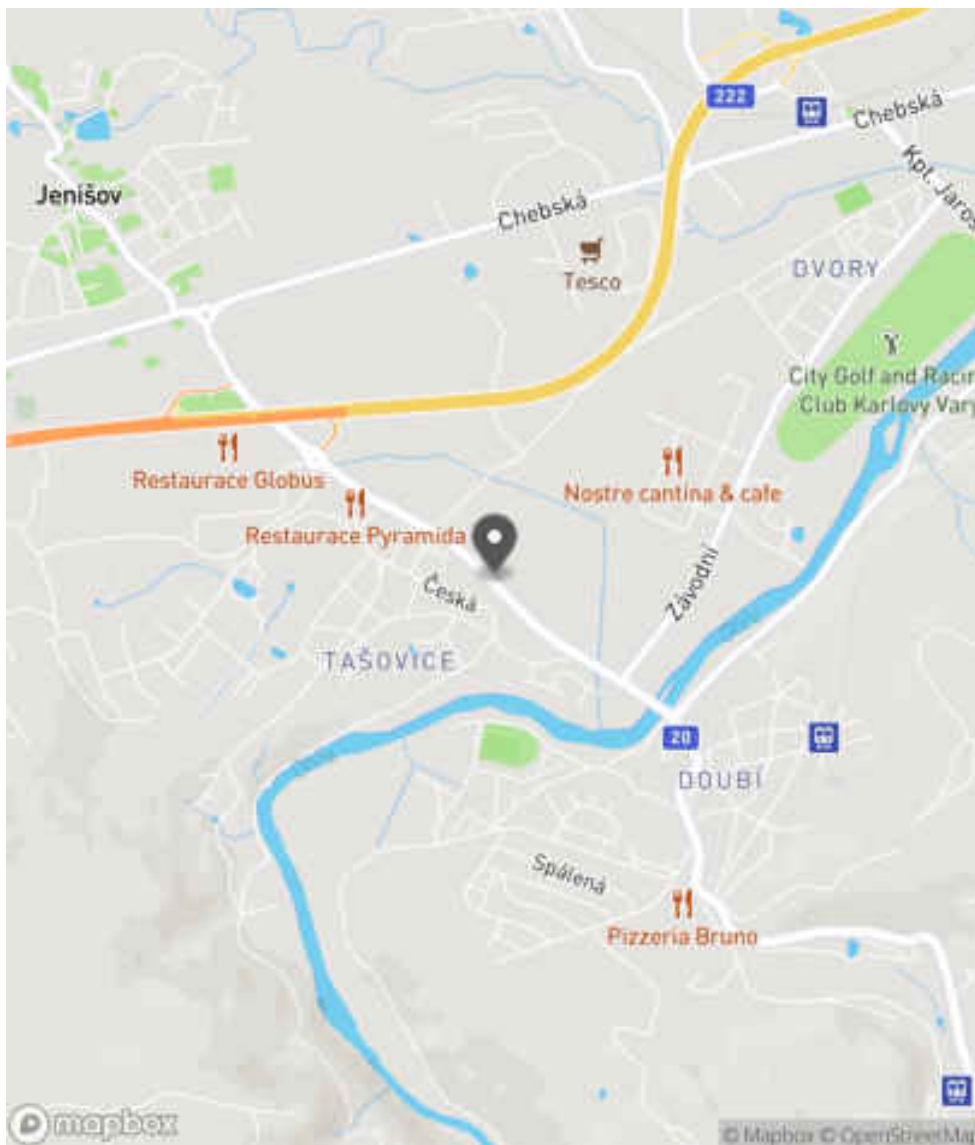 222
Chebská
Kpt. Jaroš
Jenišov
Chebská
Tesco
DVORY
City Golf and Racin
Club Karlovy Vary
Restaurace Globus
Nostre cantina & cafe
Restaurace Pyramida
Česká
Závodní
TAŠOVICE
20
DOUBÍ
Spálená
Pizzeria Bruno
mapbox
© Mapbox © OpenStreetMa